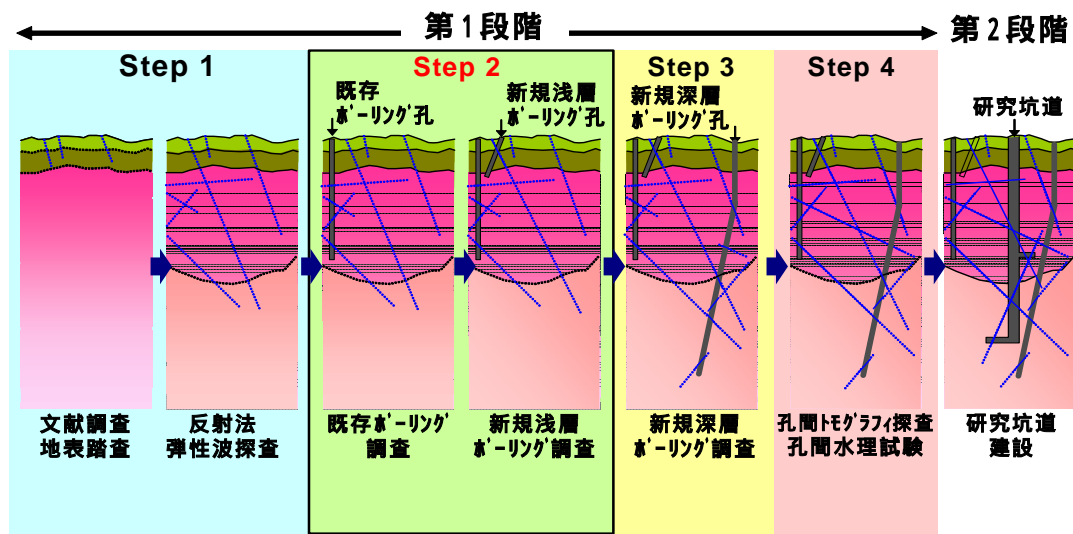 第1段階
第2段階
Step 1
Step 2
Step 3
Step 4
既存
ﾎﾞｰﾘﾝｸﾞ孔
新規浅層
ﾎﾞｰﾘﾝｸﾞ孔
新規深層
ﾎﾞｰﾘﾝｸﾞ孔
研究坑道
文献調査
地表踏査
反射法
弾性波探査
既存ﾎﾞｰﾘﾝｸﾞ
調査
新規浅層
ﾎﾞｰﾘﾝｸﾞ調査
新規深層
ﾎﾞｰﾘﾝｸﾞ調査
孔間ﾄﾓｸﾞﾗﾌｨ探査
孔間水理試験
研究坑道
建設